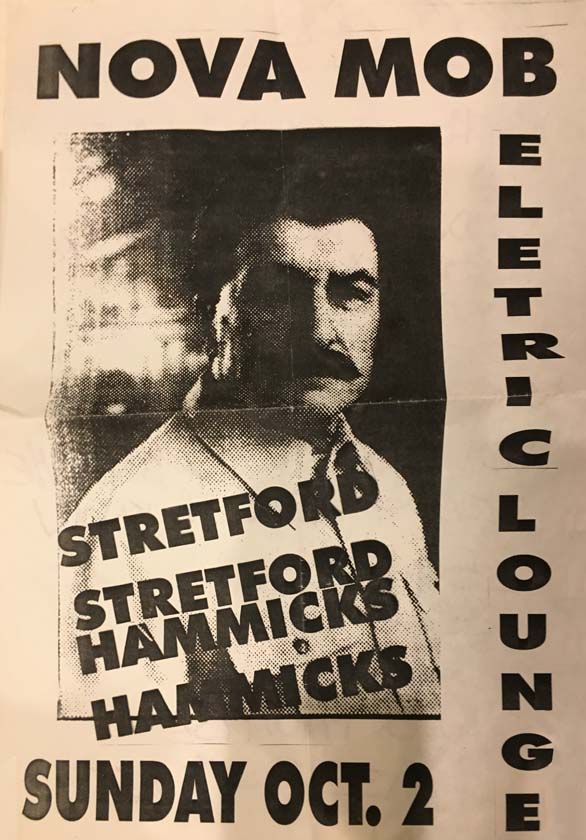 NOVA MOB
ELETRIC LOUNGE
STRETFORD
STRETFORD
HAMMICKS
HAMMICKS
SUNDAY OCT. 2